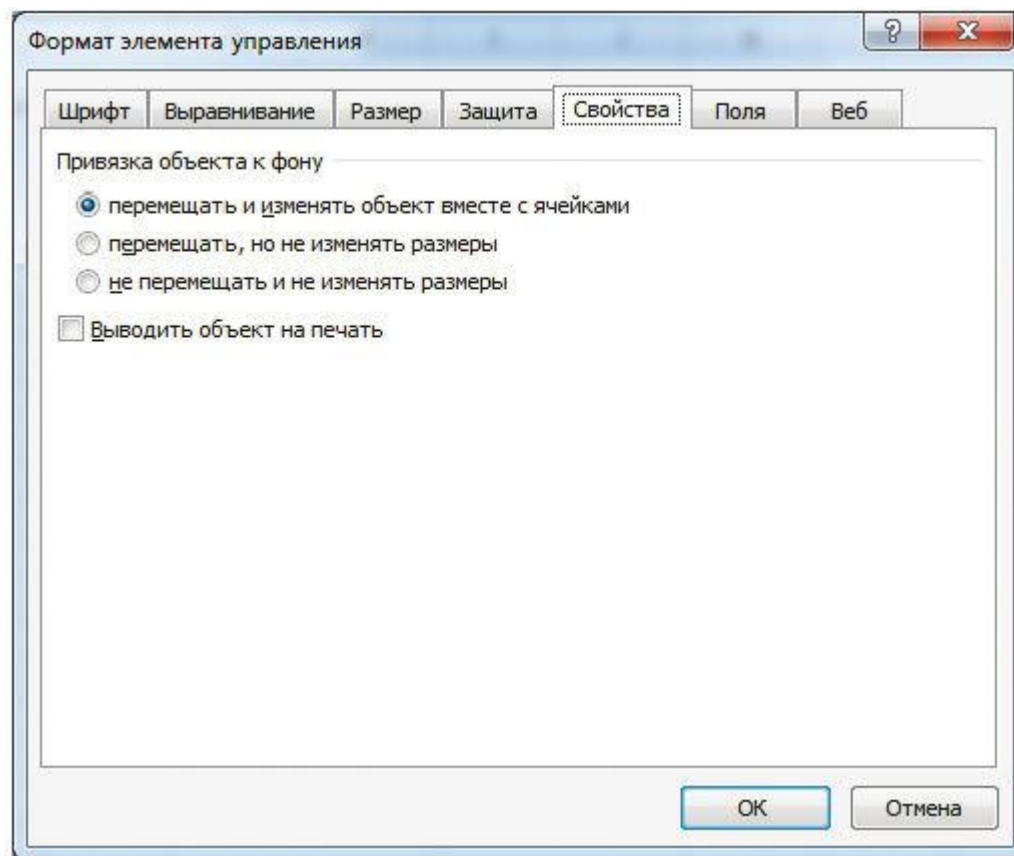 Формат элемента управления
Шрифт Выравнивание Размер Защита Свойства Поля Веб
Привязка объекта к фону
перемещать и изменять объект вместе с ячейками
перемещать, но не изменять размеры
не перемещать и не изменять размеры
Выводить объект на печать
ОК Отмена